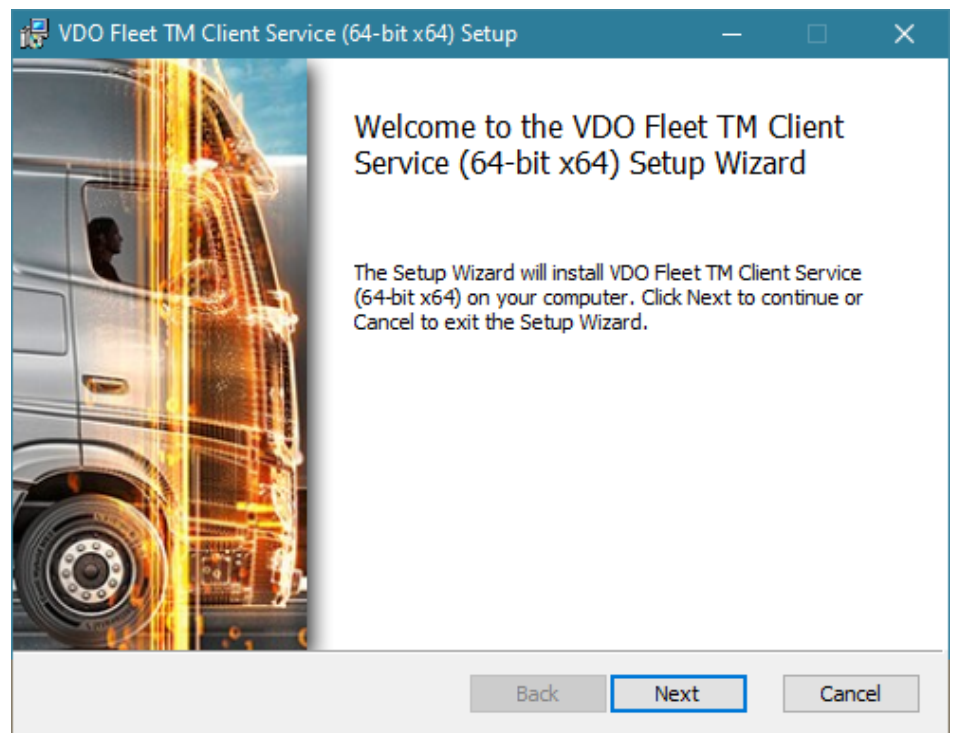 VDO Fleet TM Client Service (64-bit x64) Setup
Welcome to the VDO Fleet TM Client
Service (64-bit x64) Setup Wizard
The Setup Wizard will install VDO Fleet TM Client Service
(64-bit x64) on your computer. Click Next to continue or
Cancel to exit the Setup Wizard.
Back
Next
Cancel